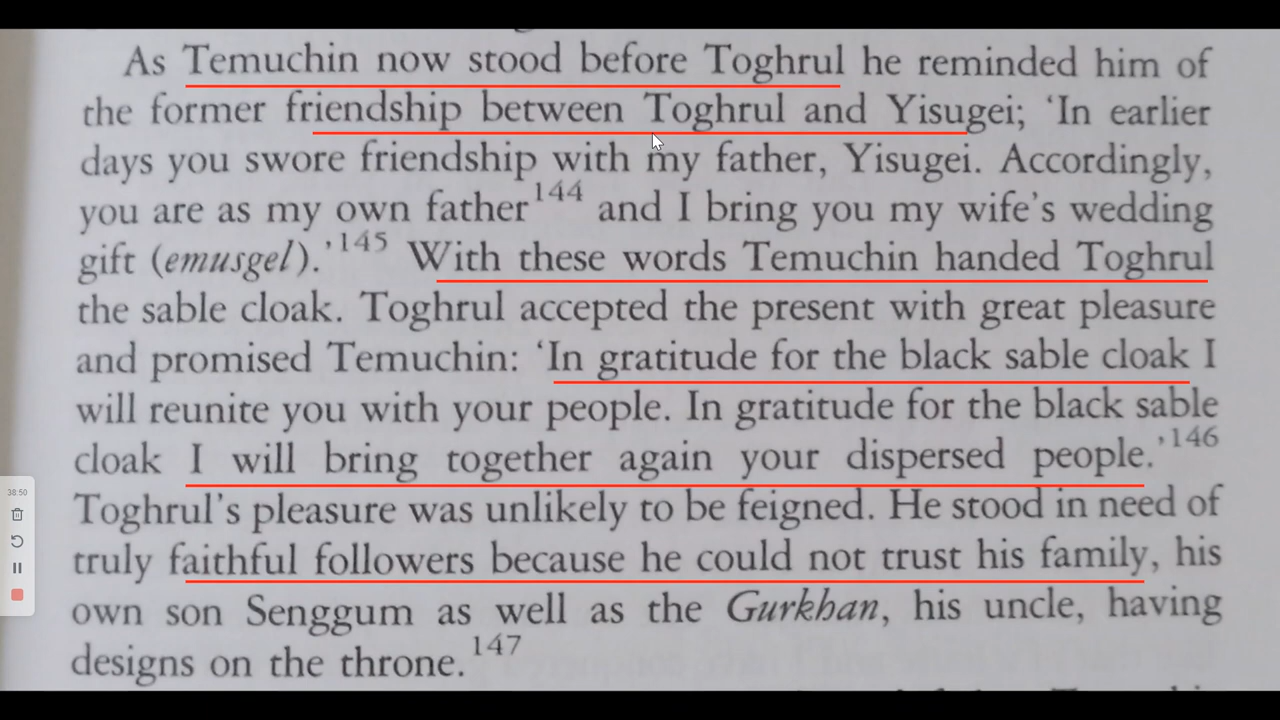 As Temuchin now stood before Toghrul he reminded him of
the former friendship between Toghrul and Yisugei; ‘In earlier
days you swore friendship with my father, Yisugei. Accordingly,
you are as my own father144 and I bring you my wife’s wedding
gift (emusgel).’145 With these words Temuchin handed Toghrul
the sable cloak. Toghrul accepted the present with great pleasure
and promised Temuchin: ‘In gratitude for the black sable cloak I
will reunite you with your people. In gratitude for the black sable
cloak I will bring together again your dispersed people.’146
Toghrul’s pleasure was unlikely to be feigned. He stood in need of
truly faithful followers because he could not trust his family, his
own son Senggum as well as the Gurkhan, his uncle, having
designs on the throne.147
38:50